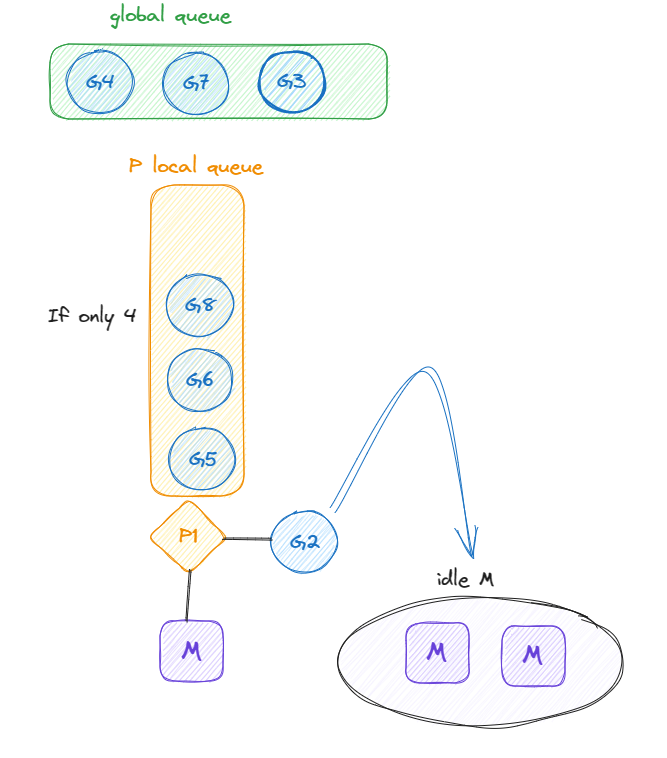 global queue
G4 G7 G3
P local queue
G8
If only 4
G6
G5
P1
G2
idle M
M
M M